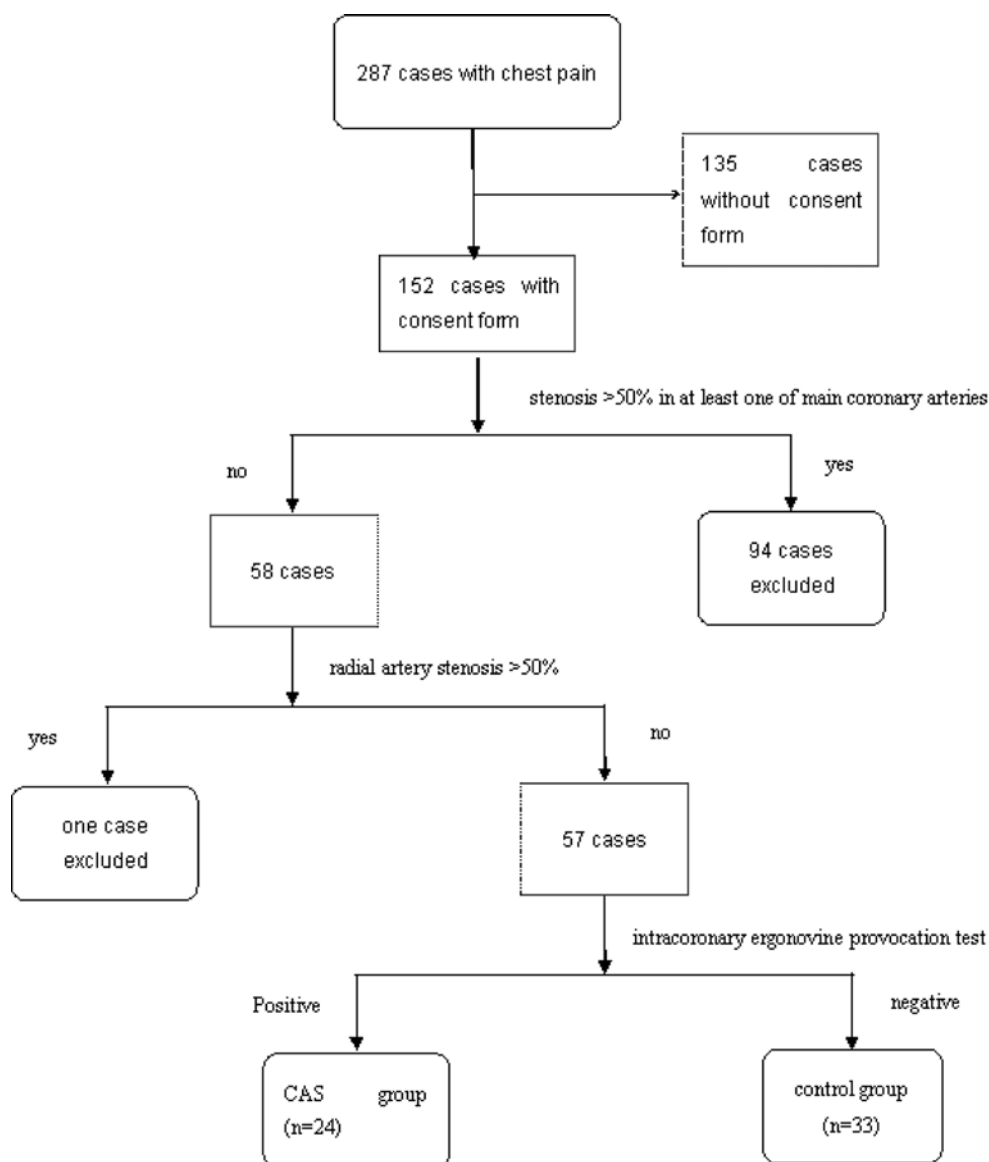 287 cases with chest pain
135 cases
without consent
form
152 cases with
consent form
stenosis >50% in at least one of main coronary arteries
no
yes
58 cases
94 cases
excluded
radial artery stenosis >50%
yes
no
one case
excluded
57 cases
intracoronary ergonovine provocation test
Positive
negative
CAS group
(n=24)
control group
(n=33)